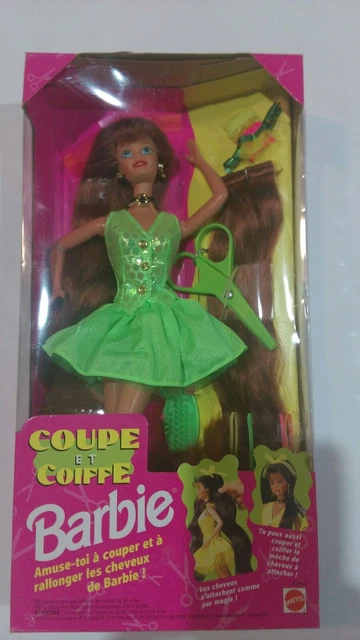 COUPE
ET
COIFFE
Barbie
Amuse-toi à couper et à
rallonger les cheveux
de Barbie !
Les cheveux
s'attachent comme
par magie !
Tu peux aussi
couper et
coiffer la
mèche de
cheveux à
attacher !
MATTEL